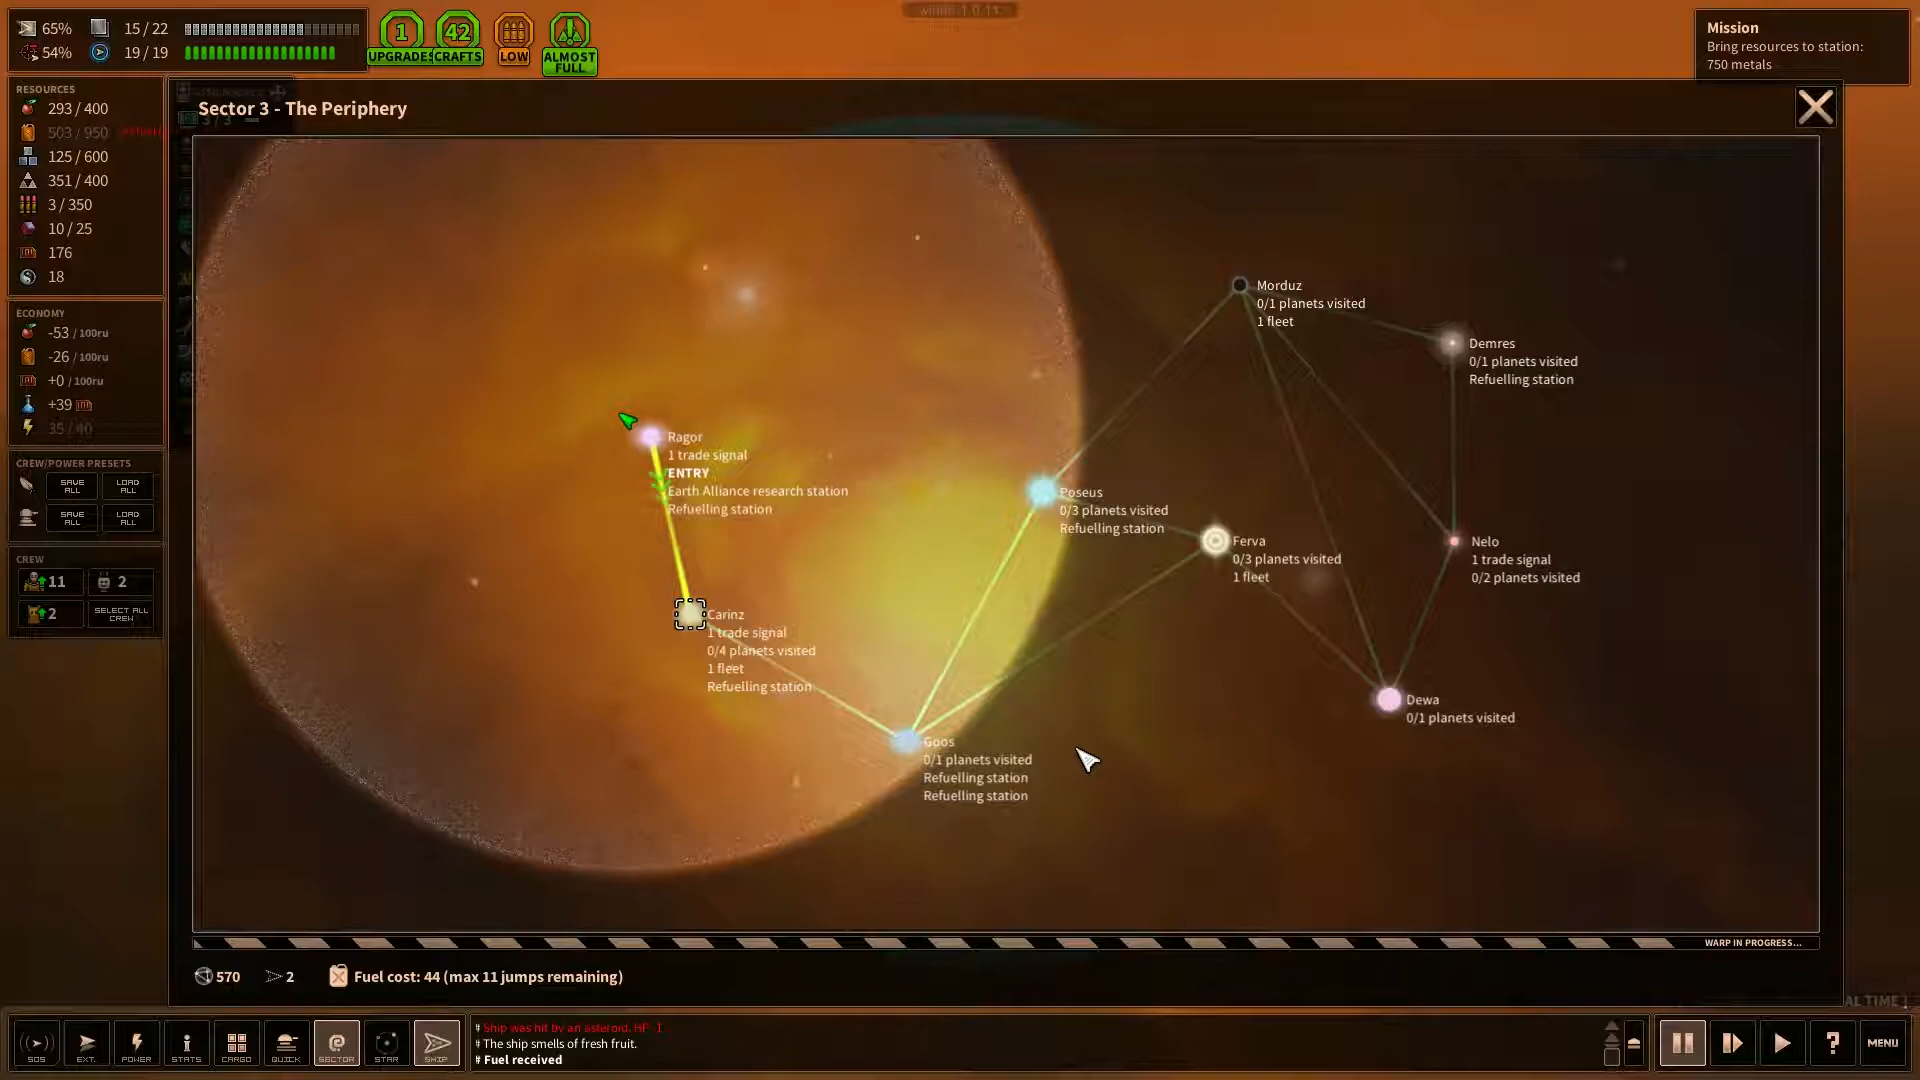 65%
15 / 22
54%
19 / 19
1
UPGRADES
42
CRAFTS
LOW
ALMOST
FULL
Mission
Bring resources to station:
750 metals
RESOURCES
293 / 400
503 / 950
125 / 600
351 / 400
3 / 350
10 / 25
176
18
ECONOMY
-53 / 100ru
-26 / 100ru
+0 / 100ru
+39
35 / 40
CREW/POWER PRESETS
SAVE ALL
LOAD ALL
SAVE ALL
LOAD ALL
CREW
11
2
2
SELECT ALL CREW
Sector 3 - The Periphery
Morduz
0/1 planets visited
1 fleet
Demres
0/1 planets visited
Refuelling station
Ragor
1 trade signal
ENTRY
Earth Alliance research station
Refuelling station
Poseus
0/3 planets visited
Refuelling station
Ferva
0/3 planets visited
1 fleet
Nelo
1 trade signal
0/2 planets visited
Carinz
1 trade signal
0/4 planets visited
1 fleet
Refuelling station
Dewa
0/1 planets visited
Goos
0/1 planets visited
Refuelling station
Refuelling station
WARP IN PROGRESS...
570
2
Fuel cost: 44 (max 11 jumps remaining)
SOS
EXT.
POWER
STATS
CARGO
QUICK
SECTOR
STAR
SHIP
Ship was hit by an asteroid. HP -1
The ship smells of fresh fruit.
Fuel received
?
MENU